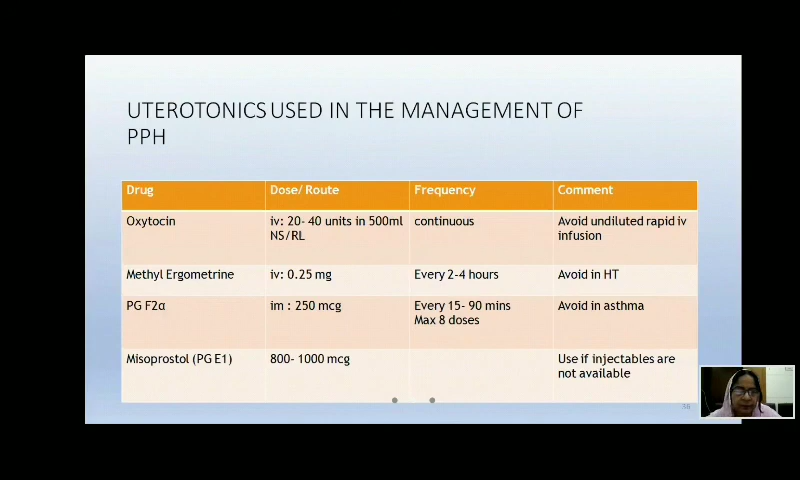 UTEROTONICS USED IN THE MANAGEMENT OF
PPH
Drug Dose/ Route Frequency Comment
Oxytocin iv: 20- 40 units in 500ml continuous Avoid undiluted rapid iv
NS/RL infusion
Methyl Ergometrine iv: 0.25 mg Every 2-4 hours Avoid in HT
PG F2α im : 250 mcg Every 15- 90 mins Avoid in asthma
Max 8 doses
Misoprostol (PG E1) 800- 1000 mcg Use if injectables are
not available
38